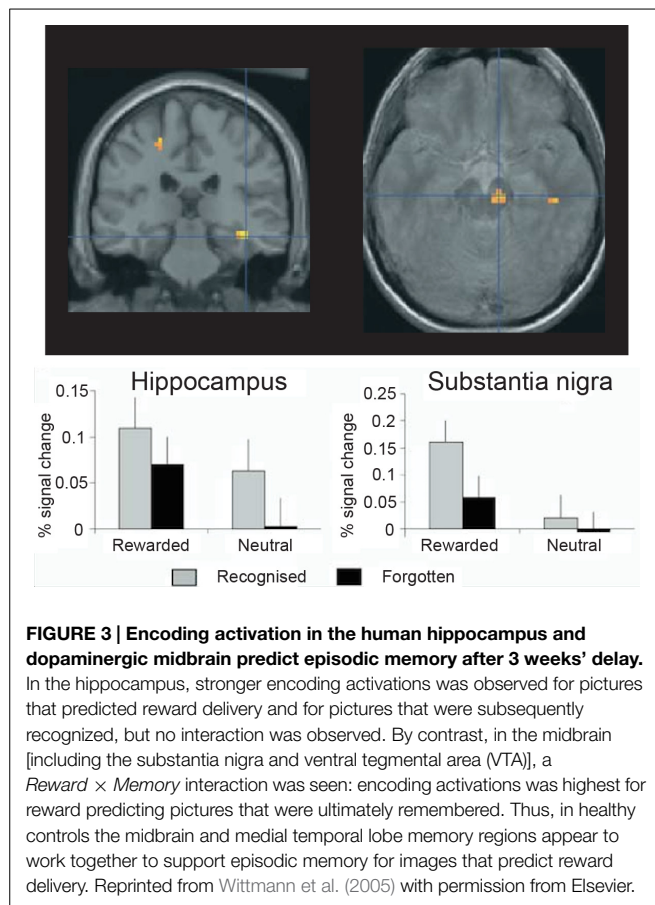 Hippocampus
Substantia nigra
% signal change
0.15
0.1
0.05
0
Rewarded
Neutral
% signal change
0.25
0.20
0.15
0.1
0.05
0
Rewarded
Neutral
Recognised
Forgotten
FIGURE 3 | Encoding activation in the human hippocampus and
dopaminergic midbrain predict episodic memory after 3 weeks’ delay.
In the hippocampus, stronger encoding activations was observed for pictures
that predicted reward delivery and for pictures that were subsequently
recognized, but no interaction was observed. By contrast, in the midbrain
[including the substantia nigra and ventral tegmental area (VTA)], a
Reward × Memory interaction was seen: encoding activations was highest for
reward predicting pictures that were ultimately remembered. Thus, in healthy
controls the midbrain and medial temporal lobe memory regions appear to
work together to support episodic memory for images that predict reward
delivery. Reprinted from Wittmann et al. (2005) with permission from Elsevier.